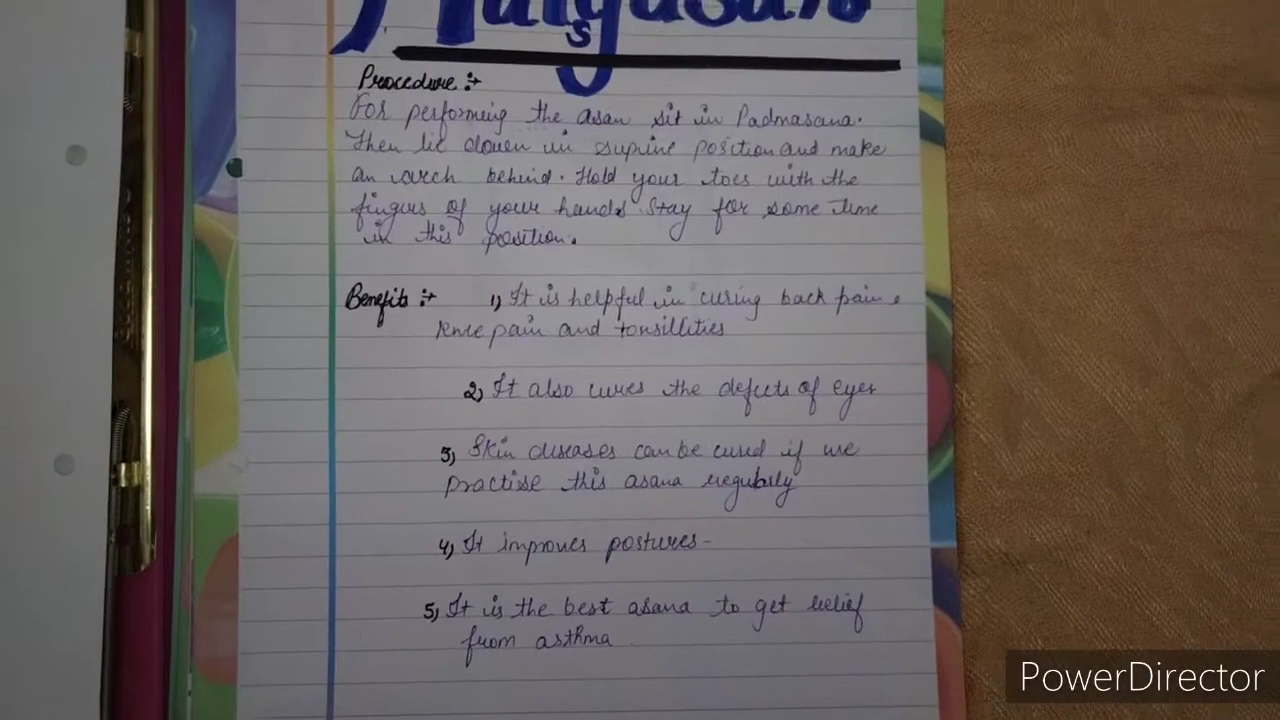 Matsyasan
Procedure :-
For performing the asan sit in Padmasana.
Then lie down in supine position and make
an arch behind. Hold your toes with the
fingers of your hands. Stay for some time
in this position.
Benefits :- 1) It is helpful in curing back pain,
knee pain and tonsillities
2) It also cures the defects of eyes
3) Skin diseases can be cured if we
practise this asana regularly
4) It improves postures-
5) It is the best asana to get relief
from asthma
PowerDirector